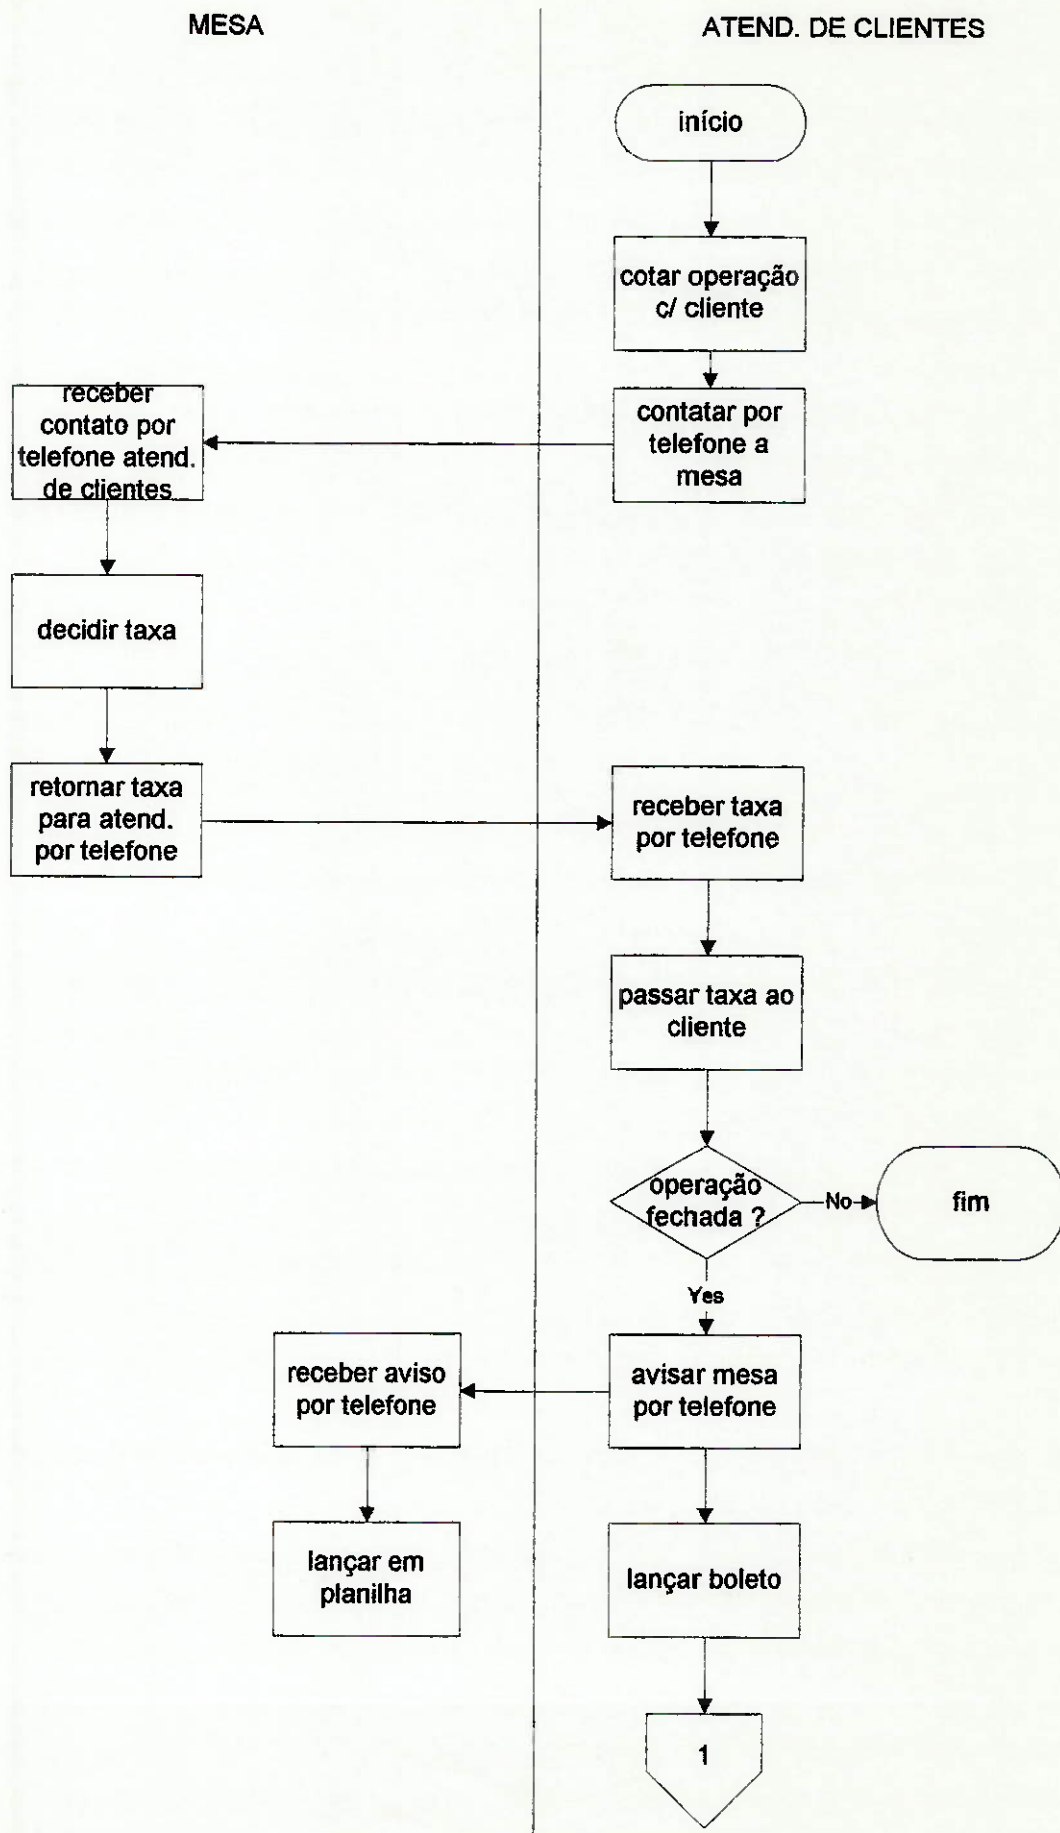 MESA
ATEND. DE CLIENTES
início
cotar operação
c/ cliente
contatar por
telefone a
mesa
receber
contato por
telefone atend.
de clientes
decidir taxa
retornar taxa
para atend.
por telefone
receber taxa
por telefone
passar taxa ao
cliente
operação
fechada ?
No
fim
Yes
avisar mesa
por telefone
receber aviso
por telefone
lançar em
planilha
lançar boleto
1